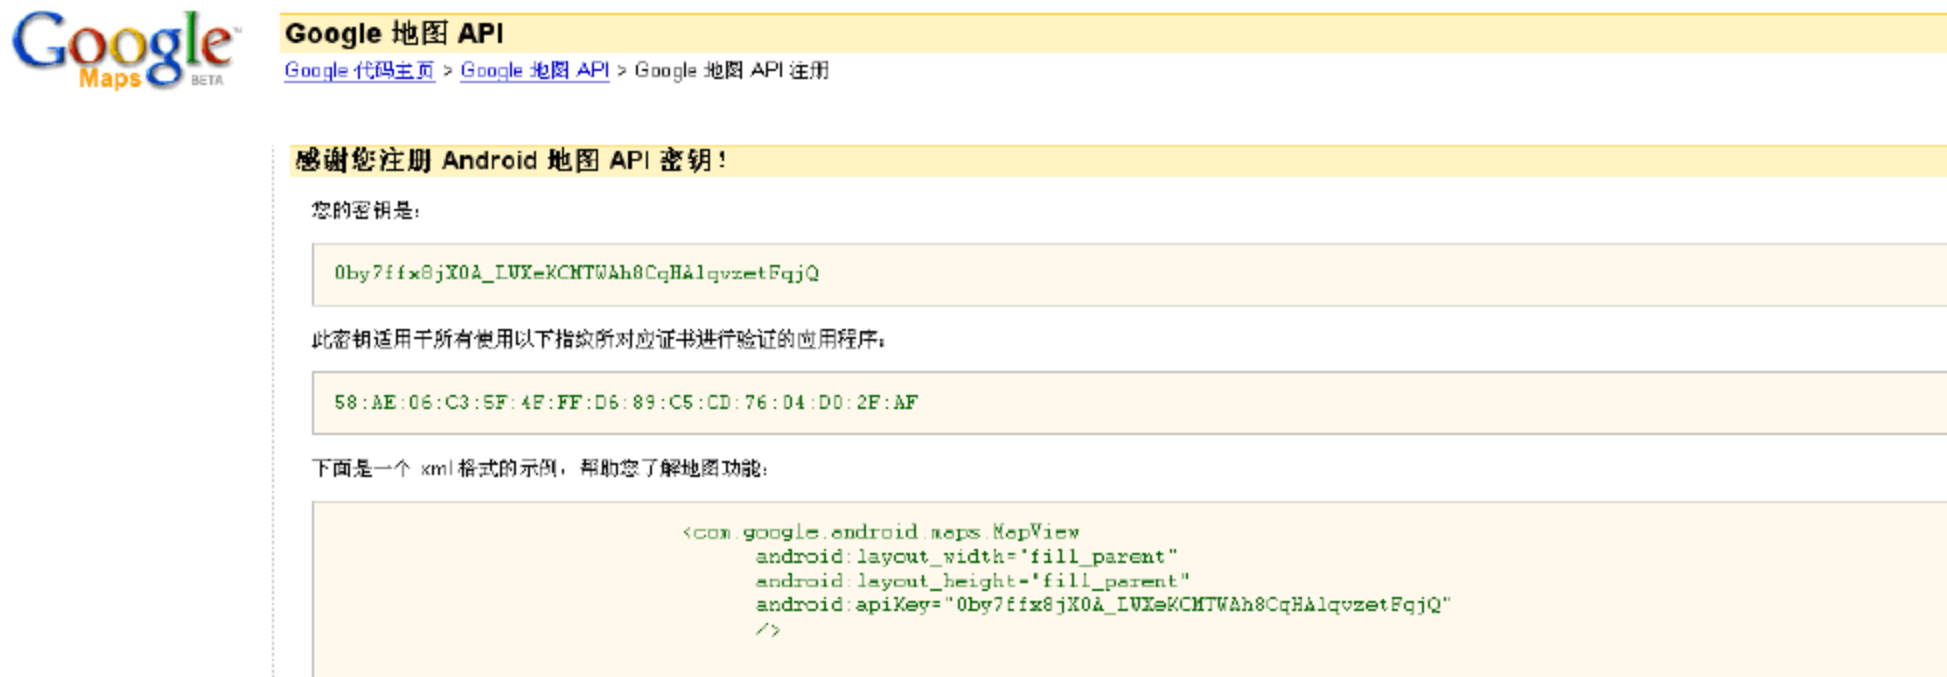 Google™
Maps BETA
Google 地图 API
Google 代码主页 > Google 地图 API > Google 地图 API 注册
感谢您注册 Android 地图 API 密钥！
您的密钥是：
0by7ffx8jX0A_LWXeKCMTWAh8CqHAlqvzetFqjQ
此密钥适用于所有使用以下指纹所对应证书进行验证的应用程序：
58:AE:06:C3:5F:4F:FF:D6:89:C5:CD:76:04:D0:2F:AF
下面是一个 xml 格式的示例，帮助您了解地图功能：
<com.google.android.maps.MapView
android:layout_width="fill_parent"
android:layout_height="fill_parent"
android:apiKey="0by7ffx8jX0A_LWXeKCMTWAh8CqHAlqvzetFqjQ"
/>